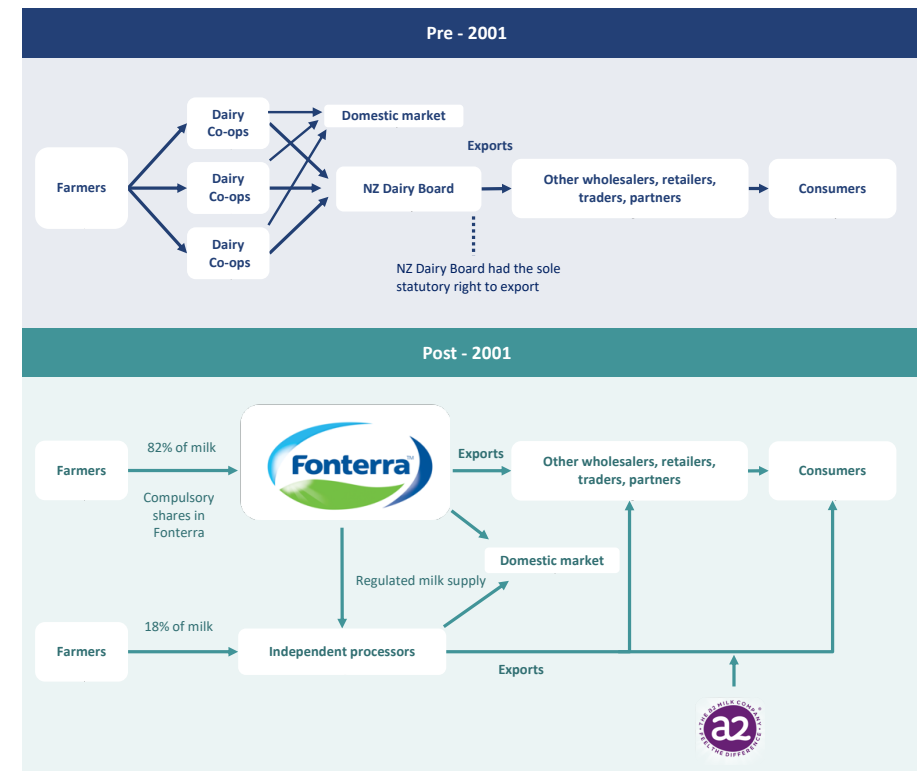 Pre - 2001
Dairy
Co-ops
Domestic market
Exports
Farmers
Dairy
Co-ops
NZ Dairy Board
Other wholesalers, retailers,
traders, partners
Consumers
Dairy
Co-ops
NZ Dairy Board had the sole
statutory right to export
Post - 2001
82% of milk
Farmers
Compulsory
shares in
Fonterra
Fonterra™
Exports
Other wholesalers, retailers,
traders, partners
Consumers
Domestic market
Regulated milk supply
18% of milk
Farmers
Independent processors
Exports
THE a2 MILK COMPANY
a2®
FEEL THE DIFFERENCE